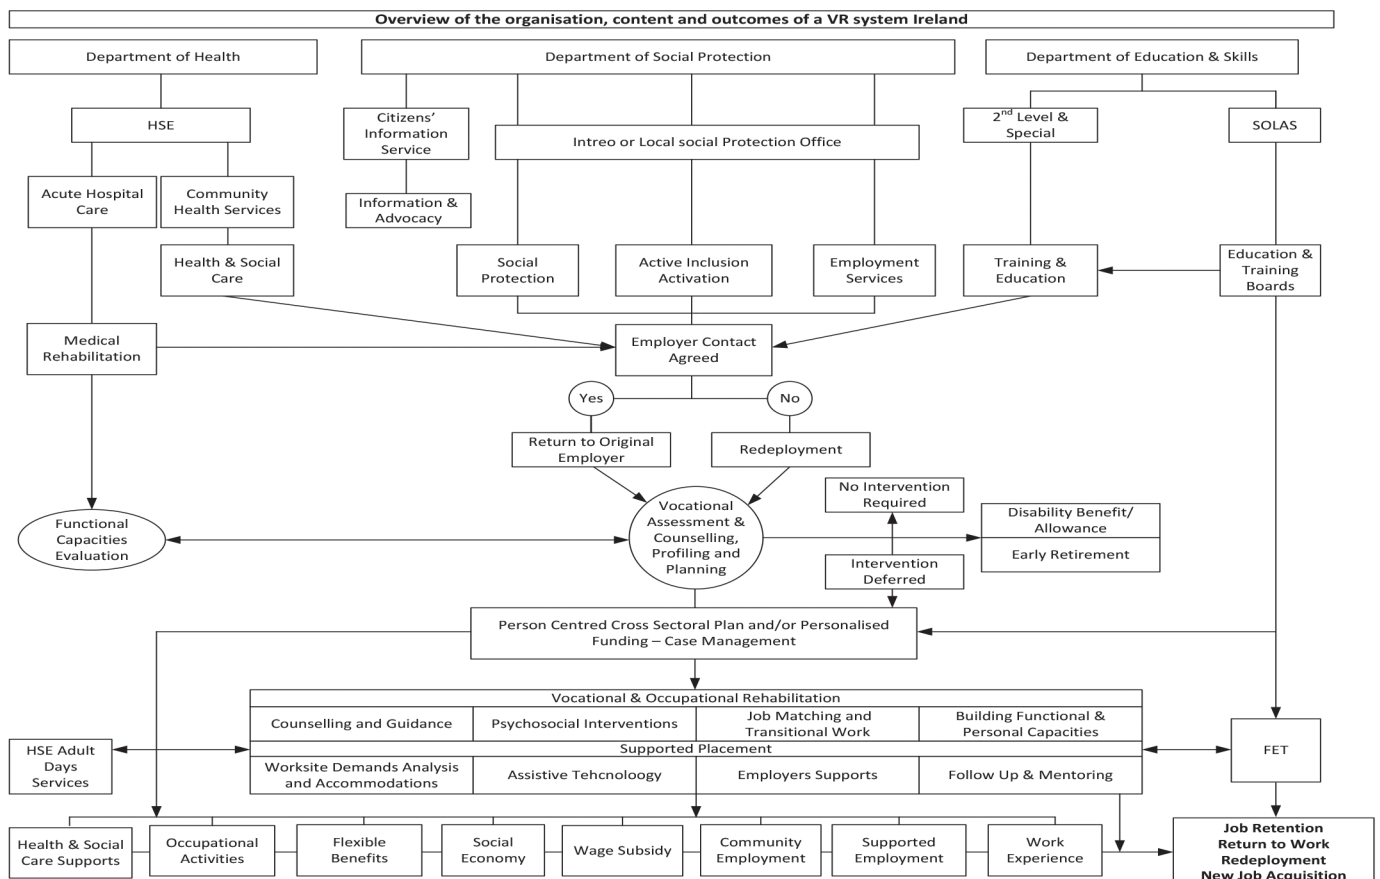 Overview of the organisation, content and outcomes of a VR system Ireland
Department of Health
Department of Social Protection
Department of Education & Skills
HSE
Citizens'
Information
Service
Intreo or Local social Protection Office
2nd Level &
Special
SOLAS
Acute Hospital
Care
Community
Health Services
Information &
Advocacy
Health & Social
Care
Social
Protection
Active Inclusion
Activation
Employment
Services
Training &
Education
Education &
Training
Boards
Medical
Rehabilitation
Employer Contact
Agreed
Yes
No
Return to Original
Employer
Redeployment
Functional
Capacities
Evaluation
Vocational
Assessment &
Counselling,
Profiling and
Planning
No Intervention
Required
Intervention
Deferred
Disability Benefit/
Allowance
Early Retirement
Person Centred Cross Sectoral Plan and/or Personalised
Funding – Case Management
Vocational & Occupational Rehabilitation
Counselling and Guidance
Psychosocial Interventions
Job Matching and
Transitional Work
Building Functional &
Personal Capacities
Supported Placement
Worksite Demands Analysis
and Accommodations
Assistive Tehcnoloogy
Employers Supports
Follow Up & Mentoring
HSE Adult
Days
Services
FET
Health & Social
Care Supports
Occupational
Activities
Flexible
Benefits
Social
Economy
Wage Subsidy
Community
Employment
Supported
Employment
Work
Experience
Job Retention
Return to Work
Redeployment
New Job Acquisition